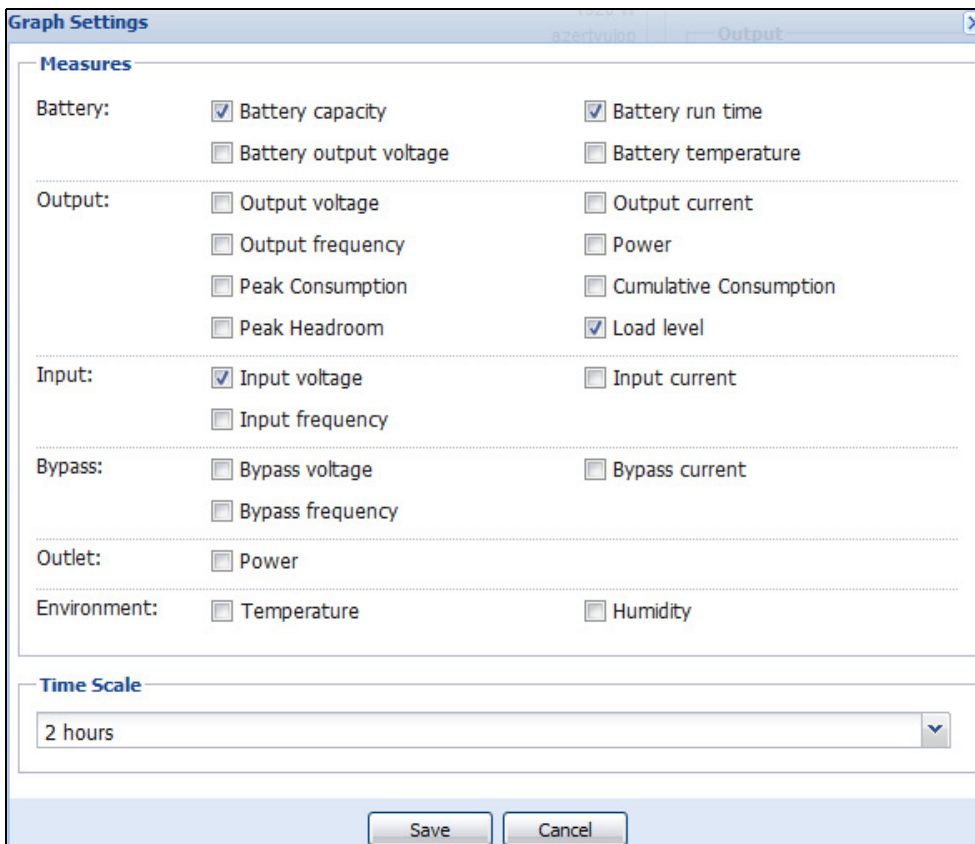 Graph Settings
azertyuiop
Output
Measures
Battery:
Battery capacity
Battery run time
Battery output voltage
Battery temperature
Output:
Output voltage
Output current
Output frequency
Power
Peak Consumption
Cumulative Consumption
Peak Headroom
Load level
Input:
Input voltage
Input current
Input frequency
Bypass:
Bypass voltage
Bypass current
Bypass frequency
Outlet:
Power
Environment:
Temperature
Humidity
Time Scale
2 hours
Save
Cancel